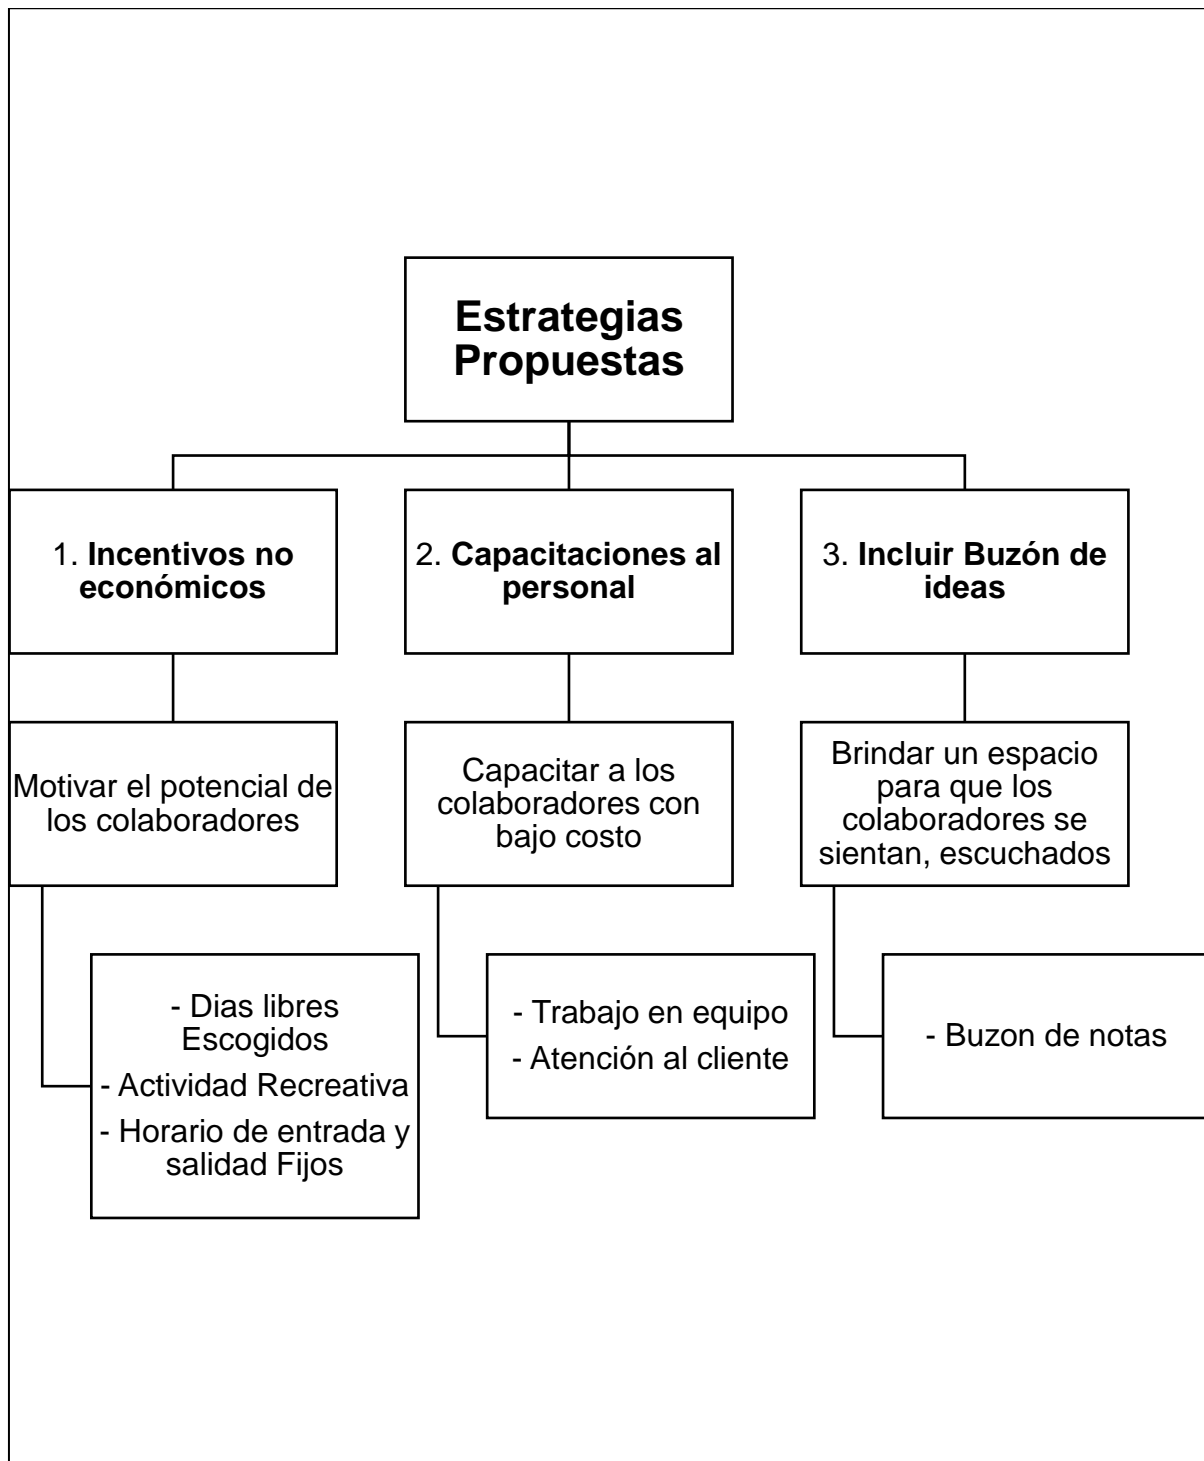 Estrategias
Propuestas
1. Incentivos no
económicos
2. Capacitaciones al
personal
3. Incluir Buzón de
ideas
Motivar el potencial de
los colaboradores
Capacitar a los
colaboradores con
bajo costo
Brindar un espacio
para que los
colaboradores se
sientan, escuchados
- Dias libres
Escogidos
- Actividad Recreativa
- Horario de entrada y
salidad Fijos
- Trabajo en equipo
- Atención al cliente
- Buzon de notas